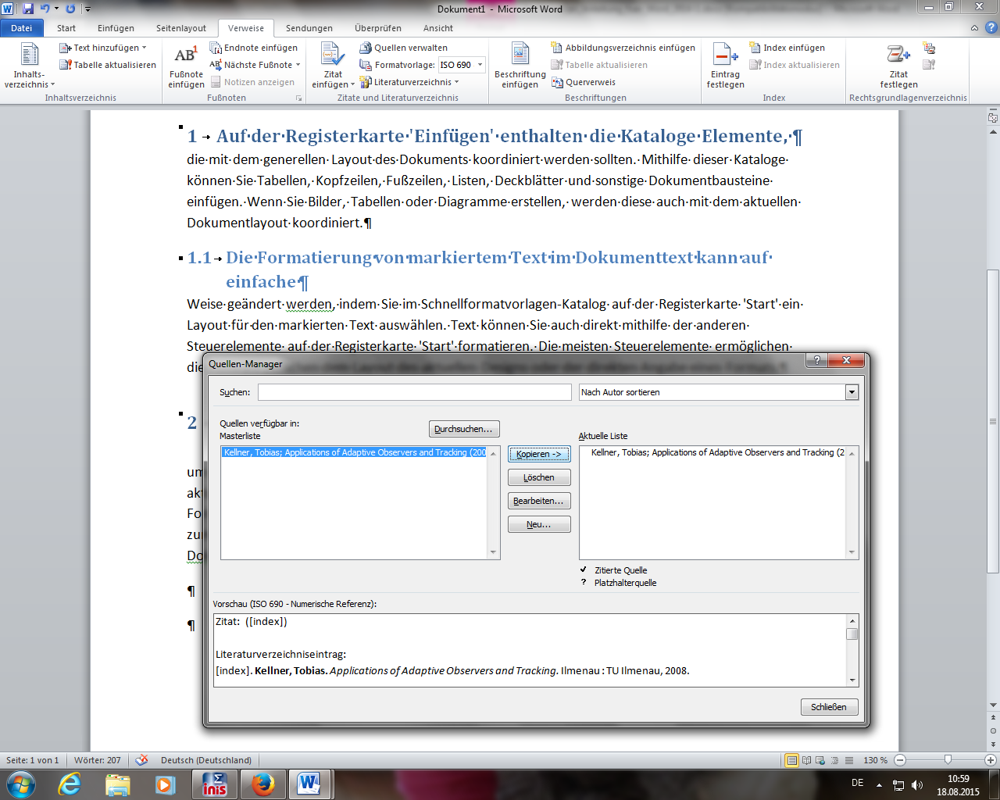 Dokument1 - Microsoft Word
Datei Start Einfügen Seitenlayout Verweise Sendungen Überprüfen Ansicht
Inhalts-
verzeichnis
Text hinzufügen
Tabelle aktualisieren
Inhaltsverzeichnis
AB¹
Fußnote
einfügen
Endnote einfügen
Nächste Fußnote
Notizen anzeigen
Fußnoten
Zitat
einfügen
Quellen verwalten
Formatvorlage: ISO 690
Literaturverzeichnis
Zitate und Literaturverzeichnis
Beschriftung
einfügen
Abbildungsverzeichnis einfügen
Tabelle aktualisieren
Querverweis
Beschriftungen
Eintrag
festlegen
Index einfügen
Index aktualisieren
Index
Zitat
festlegen
Rechtsgrundlagenverzeichnis
1 → Auf·der·Registerkarte·'Einfügen'·enthalten·die·Kataloge·Elemente,·¶
die·mit·dem·generellen·Layout·des·Dokuments·koordiniert·werden·sollten.·Mithilfe·dieser·Kataloge·
können·Sie·Tabellen,·Kopfzeilen,·Fußzeilen,·Listen,·Deckblätter·und·sonstige·Dokumentbausteine·
einfügen.·Wenn·Sie·Bilder,·Tabellen·oder·Diagramme·erstellen,·werden·diese·auch·mit·dem·aktuellen·
Dokumentlayout·koordiniert.¶
1.1→ Die·Formatierung·von·markiertem·Text·im·Dokumenttext·kann·auf·
einfache·¶
Weise·geändert·werden,·indem·Sie·im·Schnellformatvorlagen-Katalog·auf·der·Registerkarte·'Start'·ein·
Layout·für·den·markierten·Text·auswählen.·Text·können·Sie·auch·direkt·mithilfe·der·anderen·
Steuerelemente·auf·der·Registerkarte·'Start'·formatieren.·Die·meisten·Steuerelemente·ermöglichen·
die
2
um
akt
Fo
zu
Do
¶
¶
Quellen-Manager
Suchen:
Nach Autor sortieren
Quellen verfügbar in:
Masterliste
Durchsuchen...
Aktuelle Liste
Kellner, Tobias; Applications of Adaptive Observers and Tracking (200
Kopieren ->
Löschen
Bearbeiten...
Neu...
Kellner, Tobias; Applications of Adaptive Observers and Tracking (2
Zitierte Quelle
? Platzhalterquelle
Vorschau (ISO 690 - Numerische Referenz):
Zitat: ([index])
Literaturverzeichniseintrag:
[index]. Kellner, Tobias. Applications of Adaptive Observers and Tracking. Ilmenau : TU Ilmenau, 2008.
Schließen
Seite: 1 von 1 Wörter: 207 Deutsch (Deutschland) 130 %
inis
DE
10:59
18.08.2015